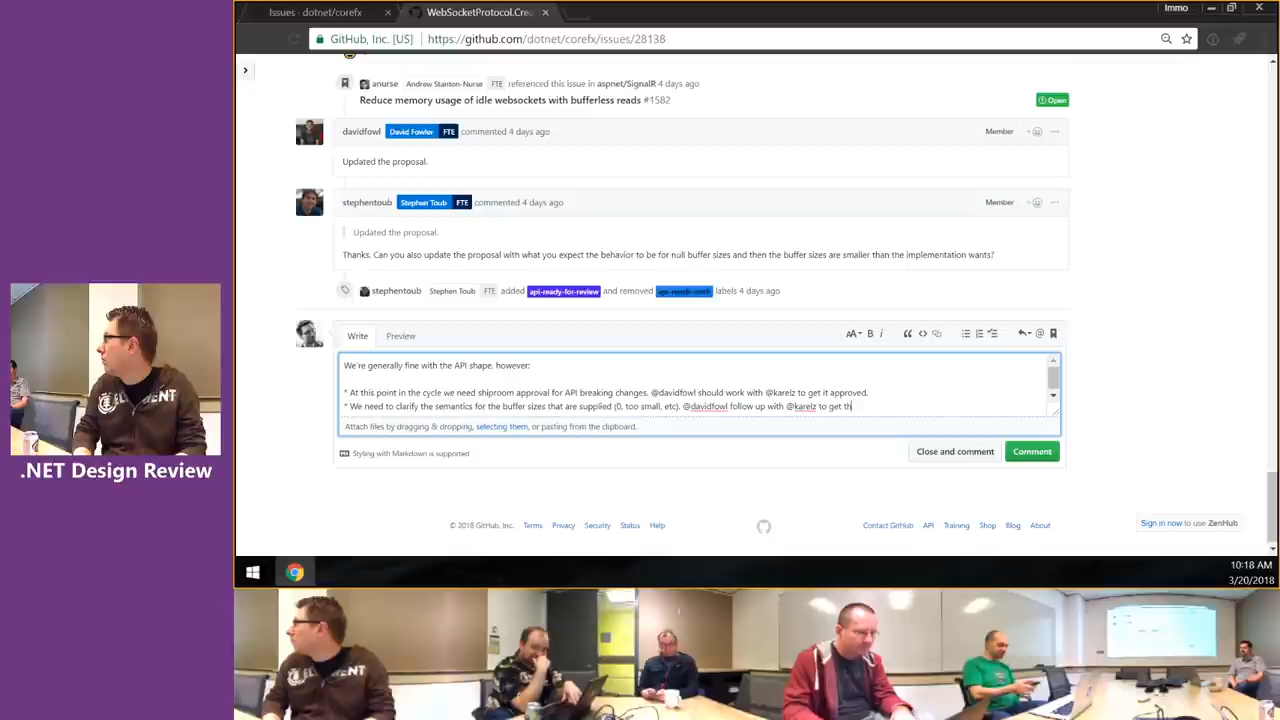 Immo
Issues · dotnet/corefx
WebSocketProtocol.Crea
GitHub, Inc. [US]
https://github.com/dotnet/corefx/issues/28138
anurse Andrew Stanton-Nurse FTE referenced this issue in aspnet/SignalR 4 days ago
Reduce memory usage of idle websockets with bufferless reads #1582
Open
davidfowl David Fowler FTE commented 4 days ago
Member
Updated the proposal.
stephentoub Stephen Toub FTE commented 4 days ago
Member
Updated the proposal.
Thanks. Can you also update the proposal with what you expect the behavior to be for null buffer sizes and then the buffer sizes are smaller than the implementation wants?
stephentoub Stephen Toub FTE added api-ready-for-review and removed labels 4 days ago
Write Preview
We're generally fine with the API shape, however:
* At this point in the cycle we need shiproom approval for API breaking changes. @davidfowl should work with @karelz to get it approved.
* We need to clarify the semantics for the buffer sizes that are supplied (0, too small, etc). @davidfowl follow up with @karelz to get th
Attach files by dragging & dropping, selecting them, or pasting from the clipboard.
Styling with Markdown is supported
Close and comment
Comment
© 2018 GitHub, Inc. Terms Privacy Security Status Help
Contact GitHub API Training Shop Blog About
Sign in now to use ZenHub
10:18 AM
3/20/2018
.NET Design Review